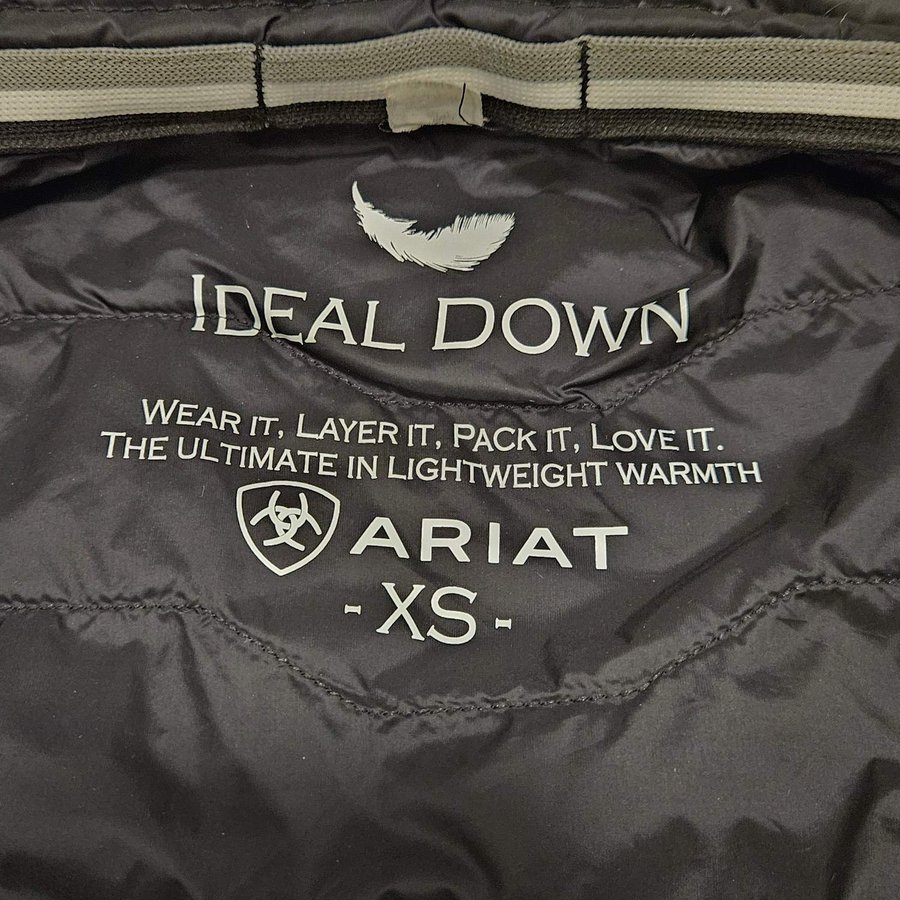 IDEAL DOWN
WEAR IT, LAYER IT, PACK IT, LOVE IT.
THE ULTIMATE IN LIGHTWEIGHT WARMTH
ARIAT
- XS -